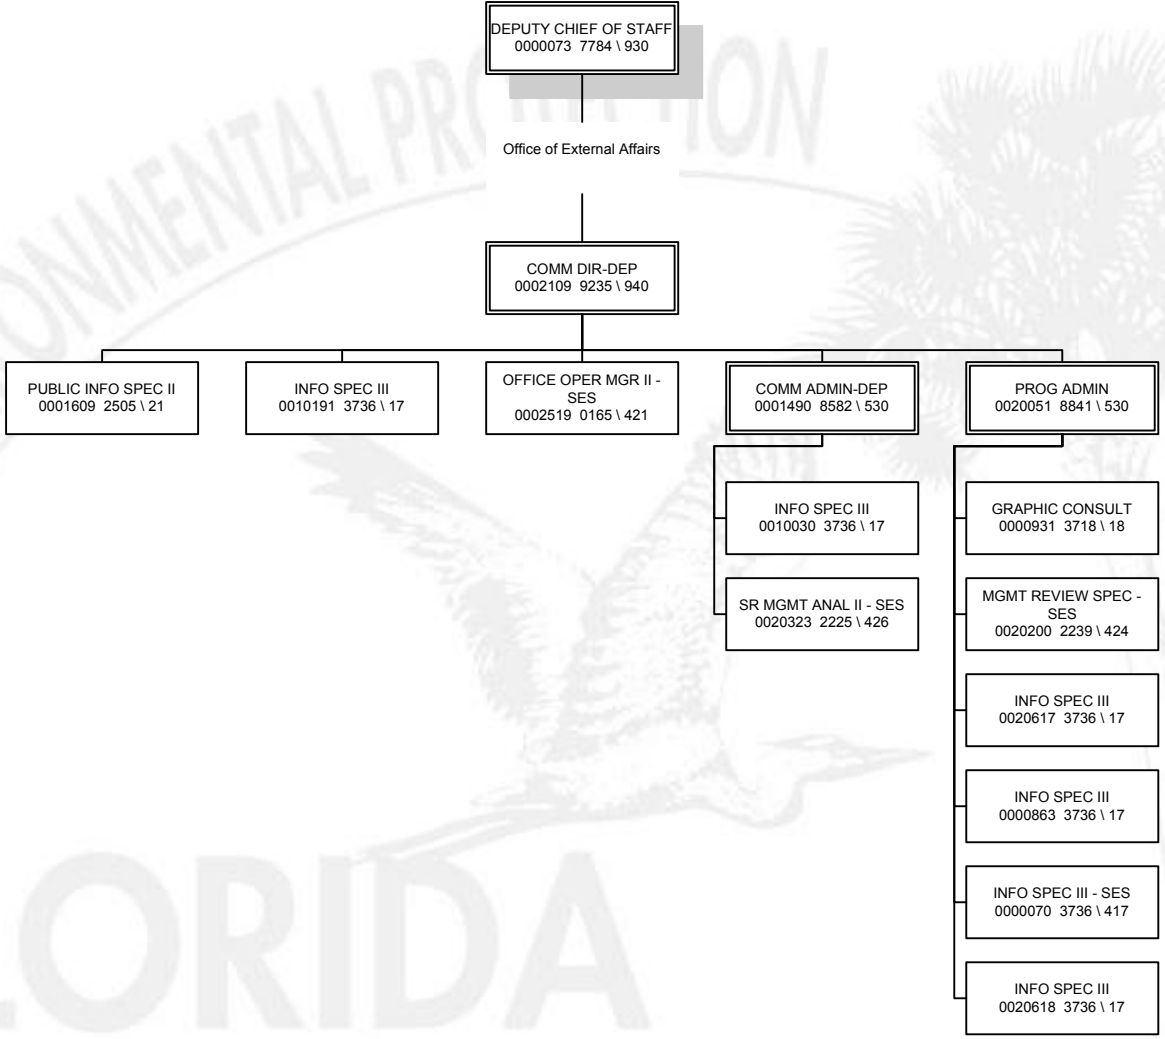 DEPUTY CHIEF OF STAFF
0000073 7784 \ 930
Office of External Affairs
COMM DIR-DEP
0002109 9235 \ 940
PUBLIC INFO SPEC II
0001609 2505 \ 21
INFO SPEC III
0010191 3736 \ 17
OFFICE OPER MGR II -
SES
0002519 0165 \ 421
COMM ADMIN-DEP
0001490 8582 \ 530
PROG ADMIN
0020051 8841 \ 530
INFO SPEC III
0010030 3736 \ 17
SR MGMT ANAL II - SES
0020323 2225 \ 426
GRAPHIC CONSULT
0000931 3718 \ 18
MGMT REVIEW SPEC -
SES
0020200 2239 \ 424
INFO SPEC III
0020617 3736 \ 17
INFO SPEC III
0000863 3736 \ 17
INFO SPEC III - SES
0000070 3736 \ 417
INFO SPEC III
0020618 3736 \ 17
ONMENTAL PROTECTION
LORIDA